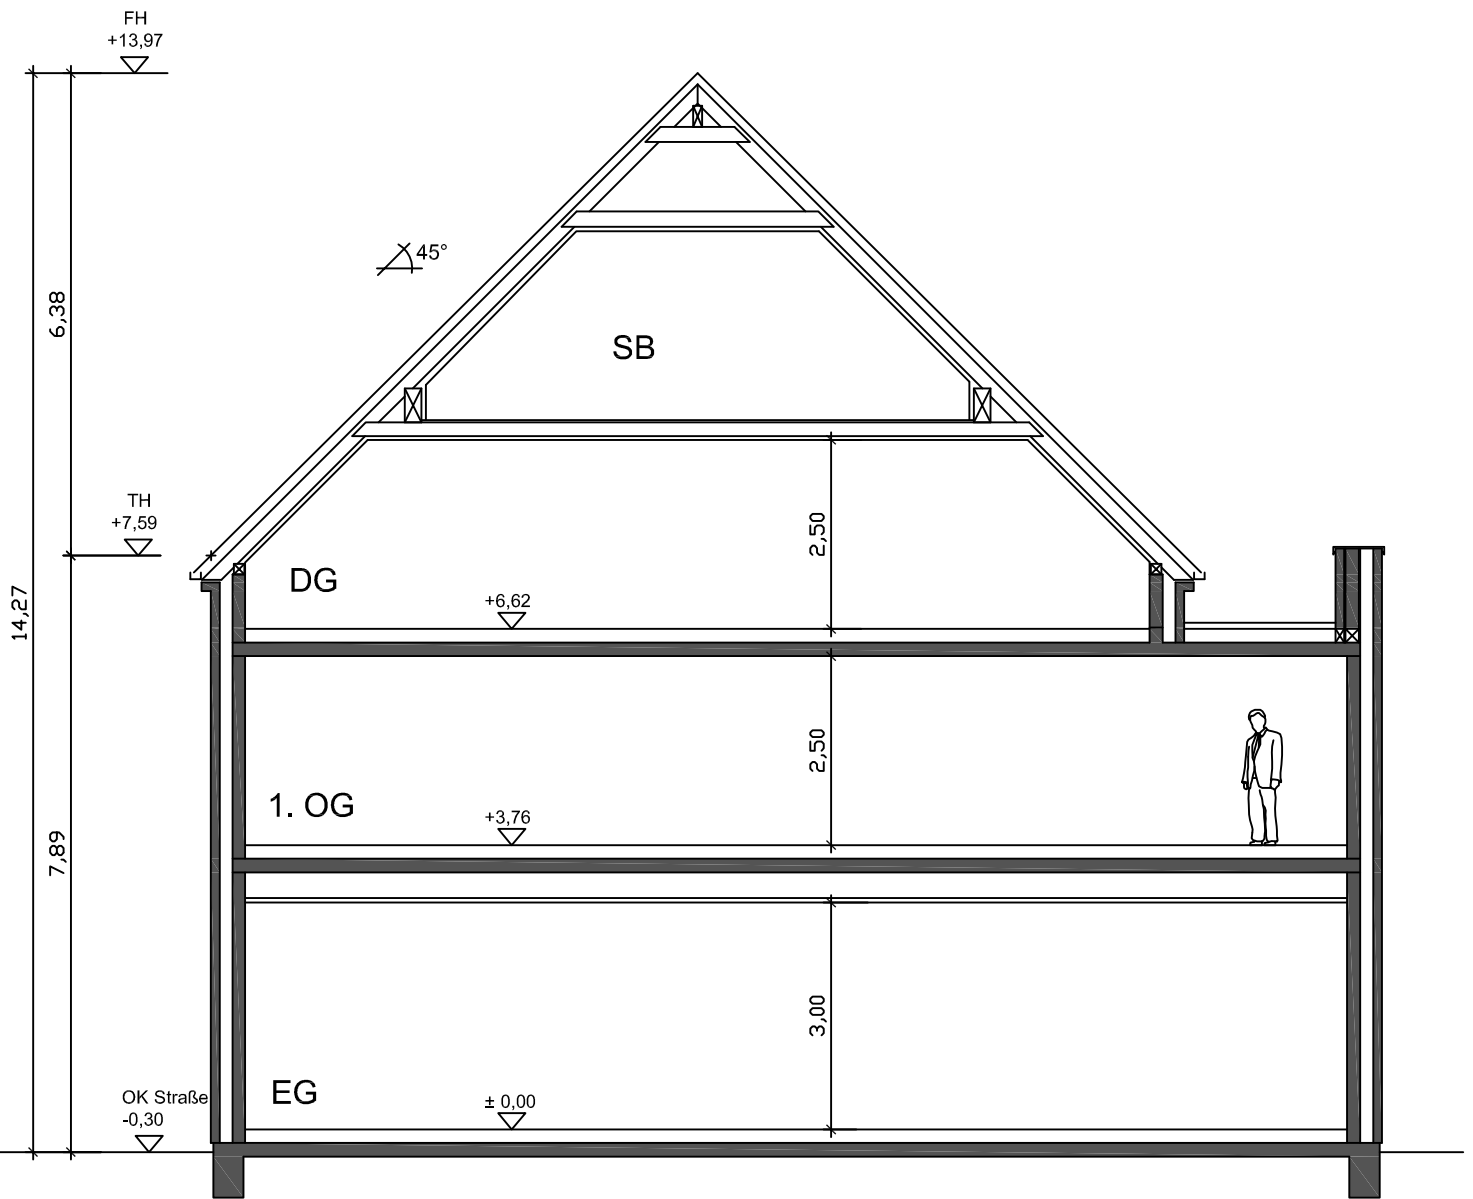 FH
+13,97
45°
6,38
SB
TH
+7,59
2,50
DG
14,27
+6,62
2,50
1. OG
+3,76
7,89
3,00
EG
± 0,00
OK Straße
-0,30